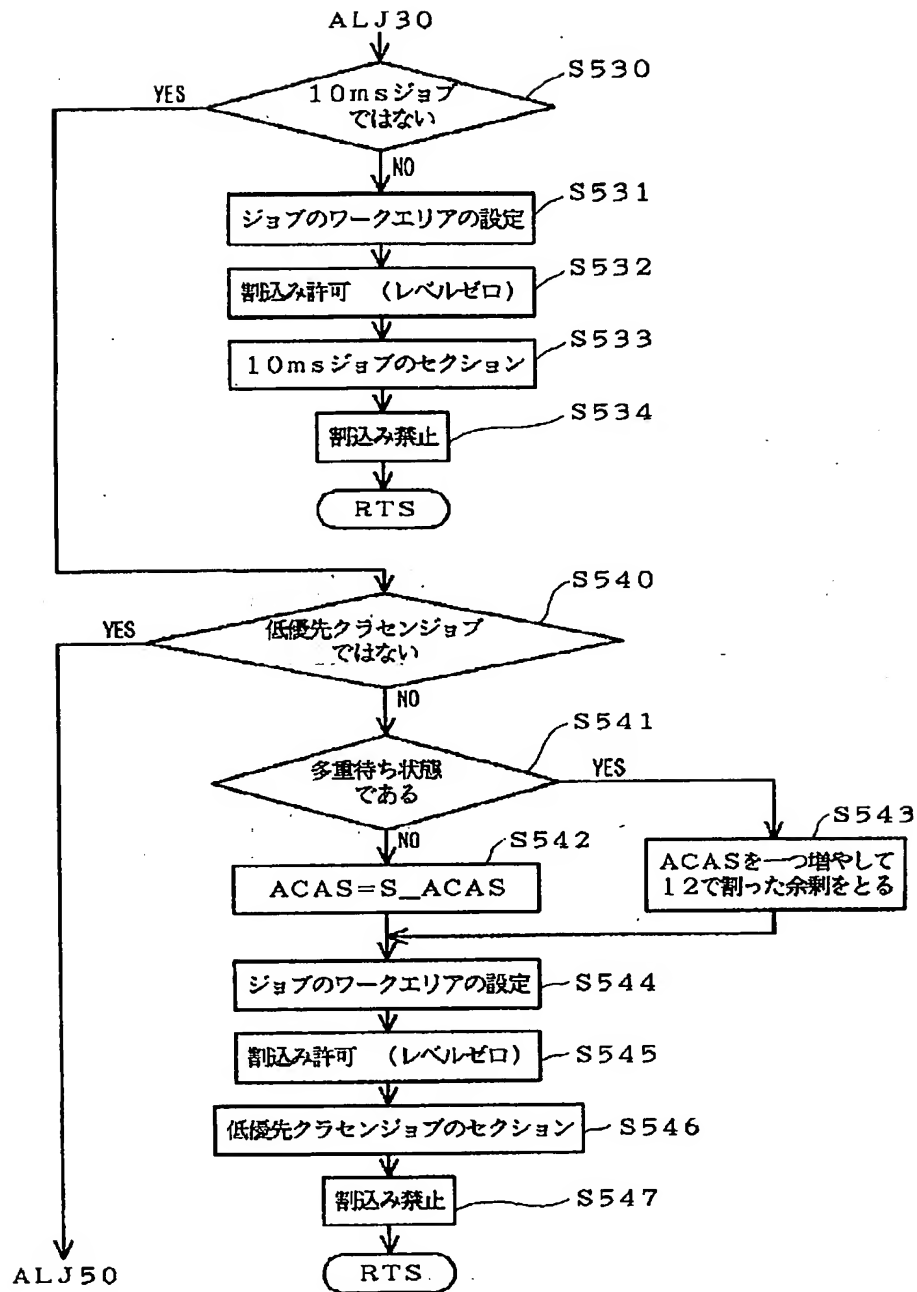 ALJ30
S530
YES
10msジョブ
ではない
NO
S531
ジョブのワークエリアの設定
S532
割込み許可 (レベルゼロ)
S533
10msジョブのセクション
S534
割込み禁止
RTS
S540
YES
低優先クラセンジョブ
ではない
NO
S541
多重待ち状態
である
YES
NO
S542
S543
ACAS=S_ACAS
ACASを一つ増やして
12で割った余剰をとる
ジョブのワークエリアの設定
S544
割込み許可 (レベルゼロ)
S545
低優先クラセンジョブのセクション
S546
割込み禁止
S547
ALJ50
RTS